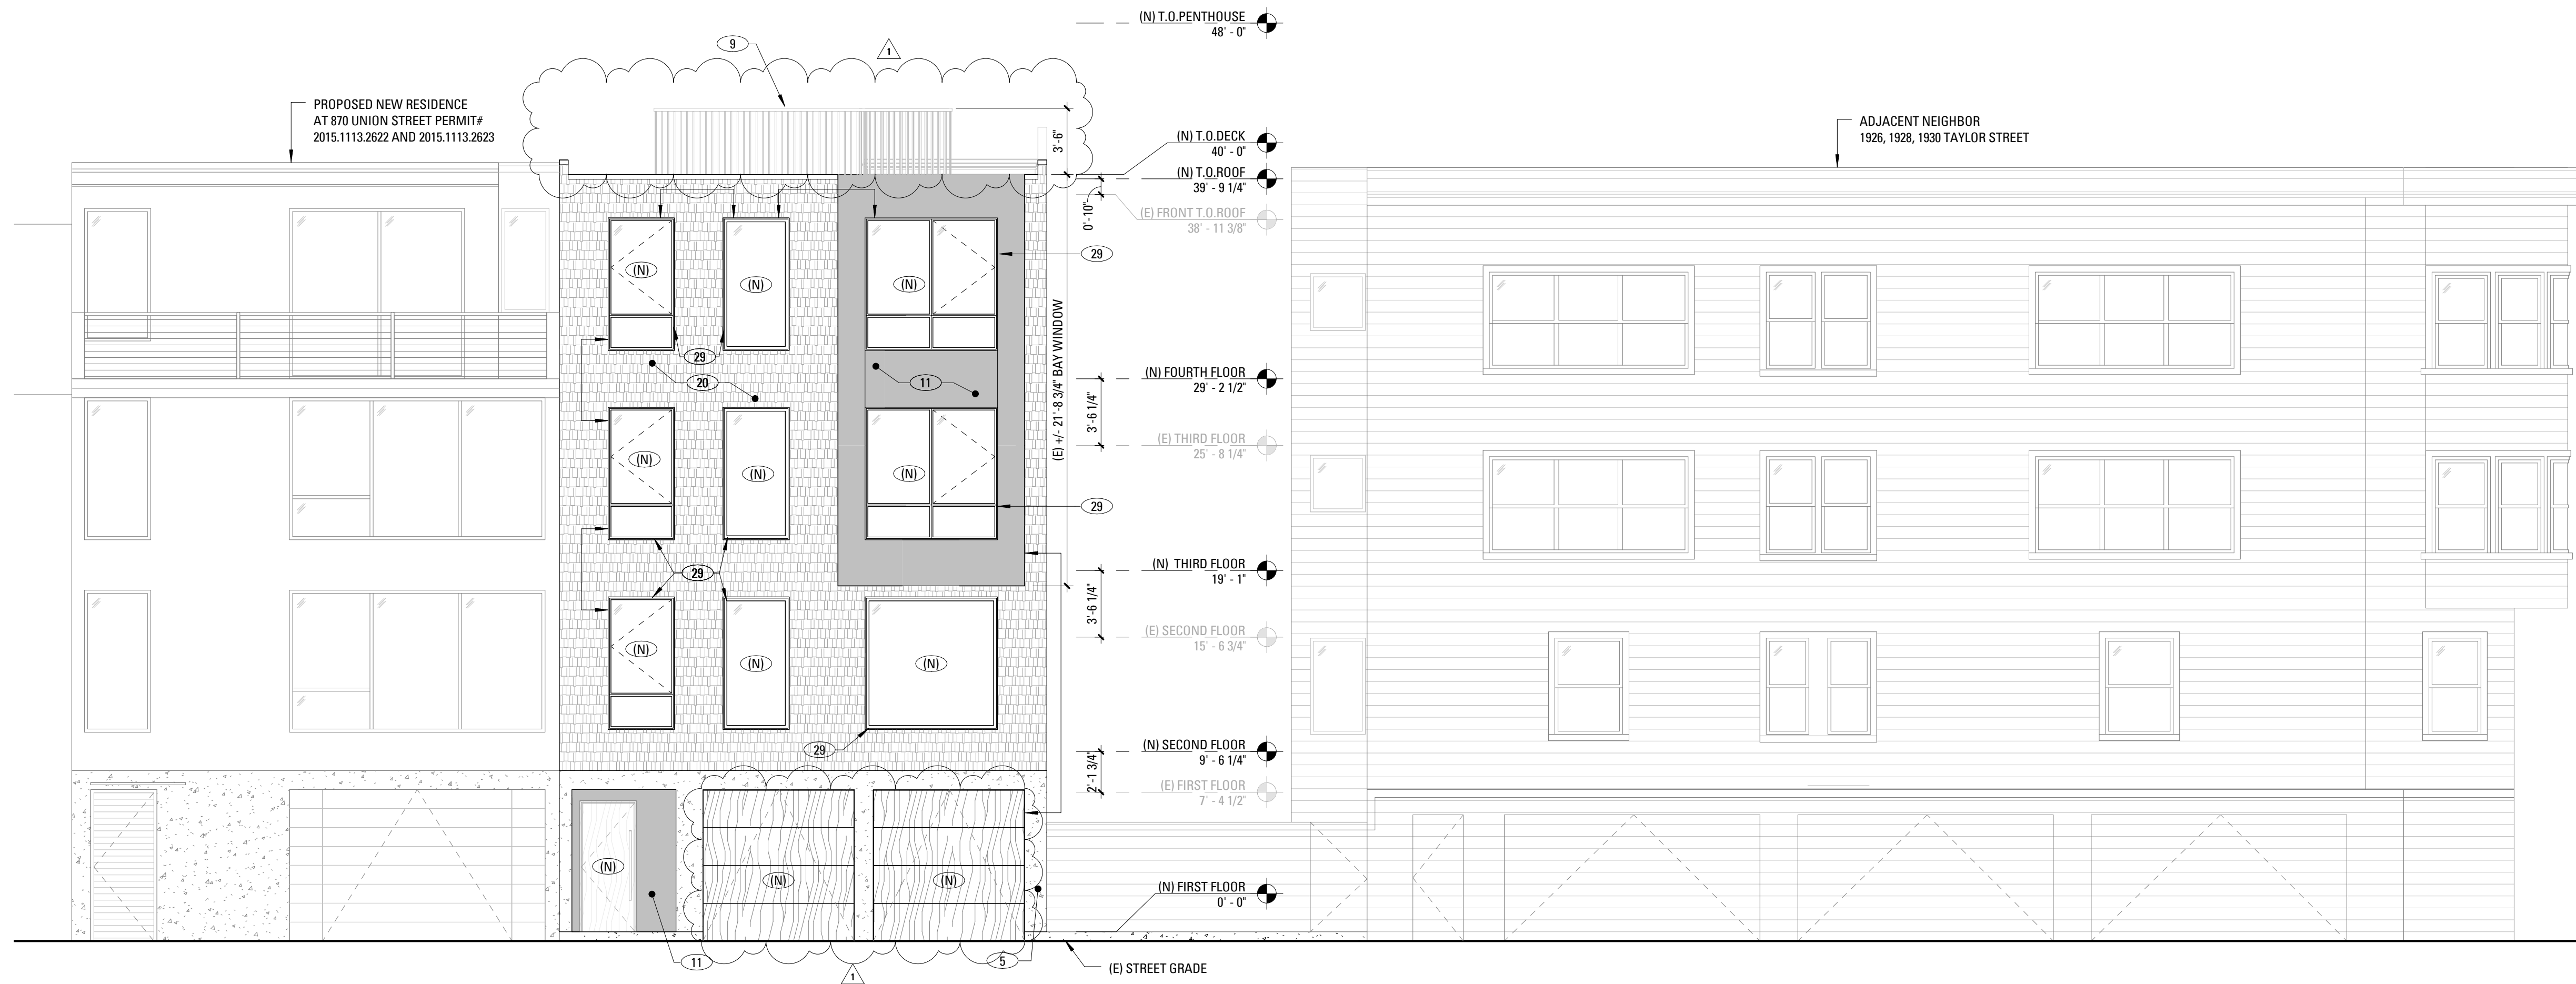 (N) T.O.PENTHOUSE
48' - 0"
9
1
PROPOSED NEW RESIDENCE
AT 870 UNION STREET PERMIT#
2015.1113.2622 AND 2015.1113.2623
3'-6"
(N) T.O.DECK
40' - 0"
(N) T.O.ROOF
39' - 9 1/4"
0'-10"
(E) FRONT T.O.ROOF
38' - 11 3/8"
ADJACENT NEIGHBOR
1926, 1928, 1930 TAYLOR STREET
(N)
(N)
(N)
29
29
20
11
(E) +/- 21'-8 3/4" BAY WINDOW
(N) FOURTH FLOOR
29' - 2 1/2"
3'-6 1/4"
(E) THIRD FLOOR
25' - 8 1/4"
(N)
(N)
(N)
29
29
(N) THIRD FLOOR
19' - 1"
3'-6 1/4"
(E) SECOND FLOOR
15' - 6 3/4"
(N)
(N)
(N)
29
(N) SECOND FLOOR
9' - 6 1/4"
2'-1 3/4"
(E) FIRST FLOOR
7' - 4 1/2"
(N)
(N)
(N)
(N) FIRST FLOOR
0' - 0"
11
1
5
(E) STREET GRADE